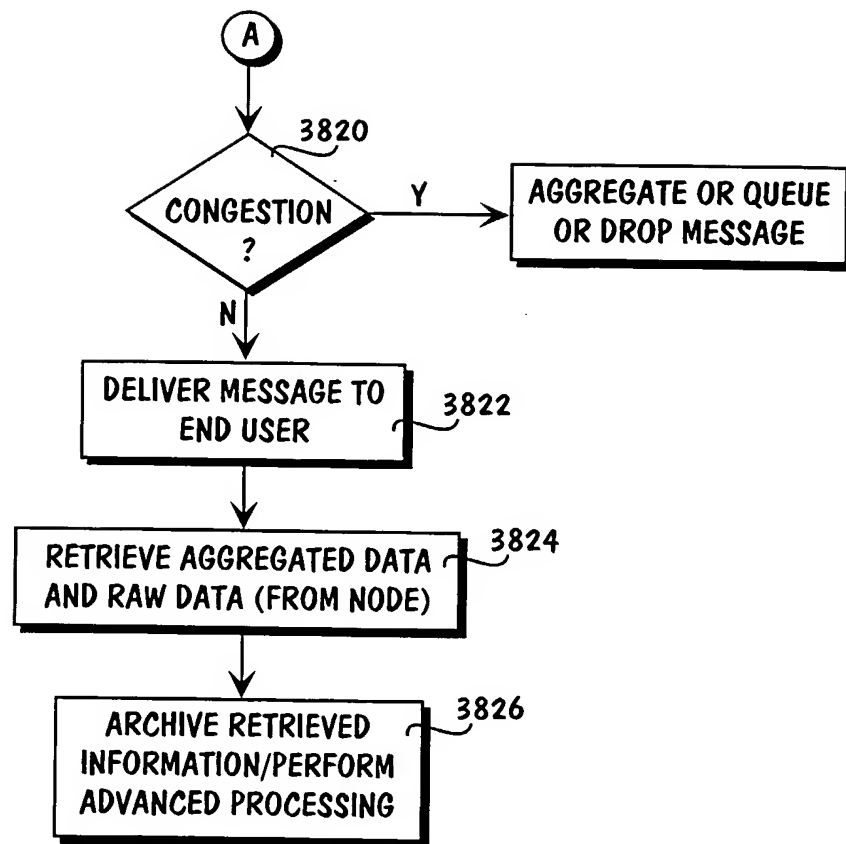 A
3820
CONGESTION
?
Y
AGGREGATE OR QUEUE
OR DROP MESSAGE
N
DELIVER MESSAGE TO
END USER
3822
RETRIEVE AGGREGATED DATA
AND RAW DATA (FROM NODE)
3824
ARCHIVE RETRIEVED
INFORMATION/PERFORM
ADVANCED PROCESSING
3826